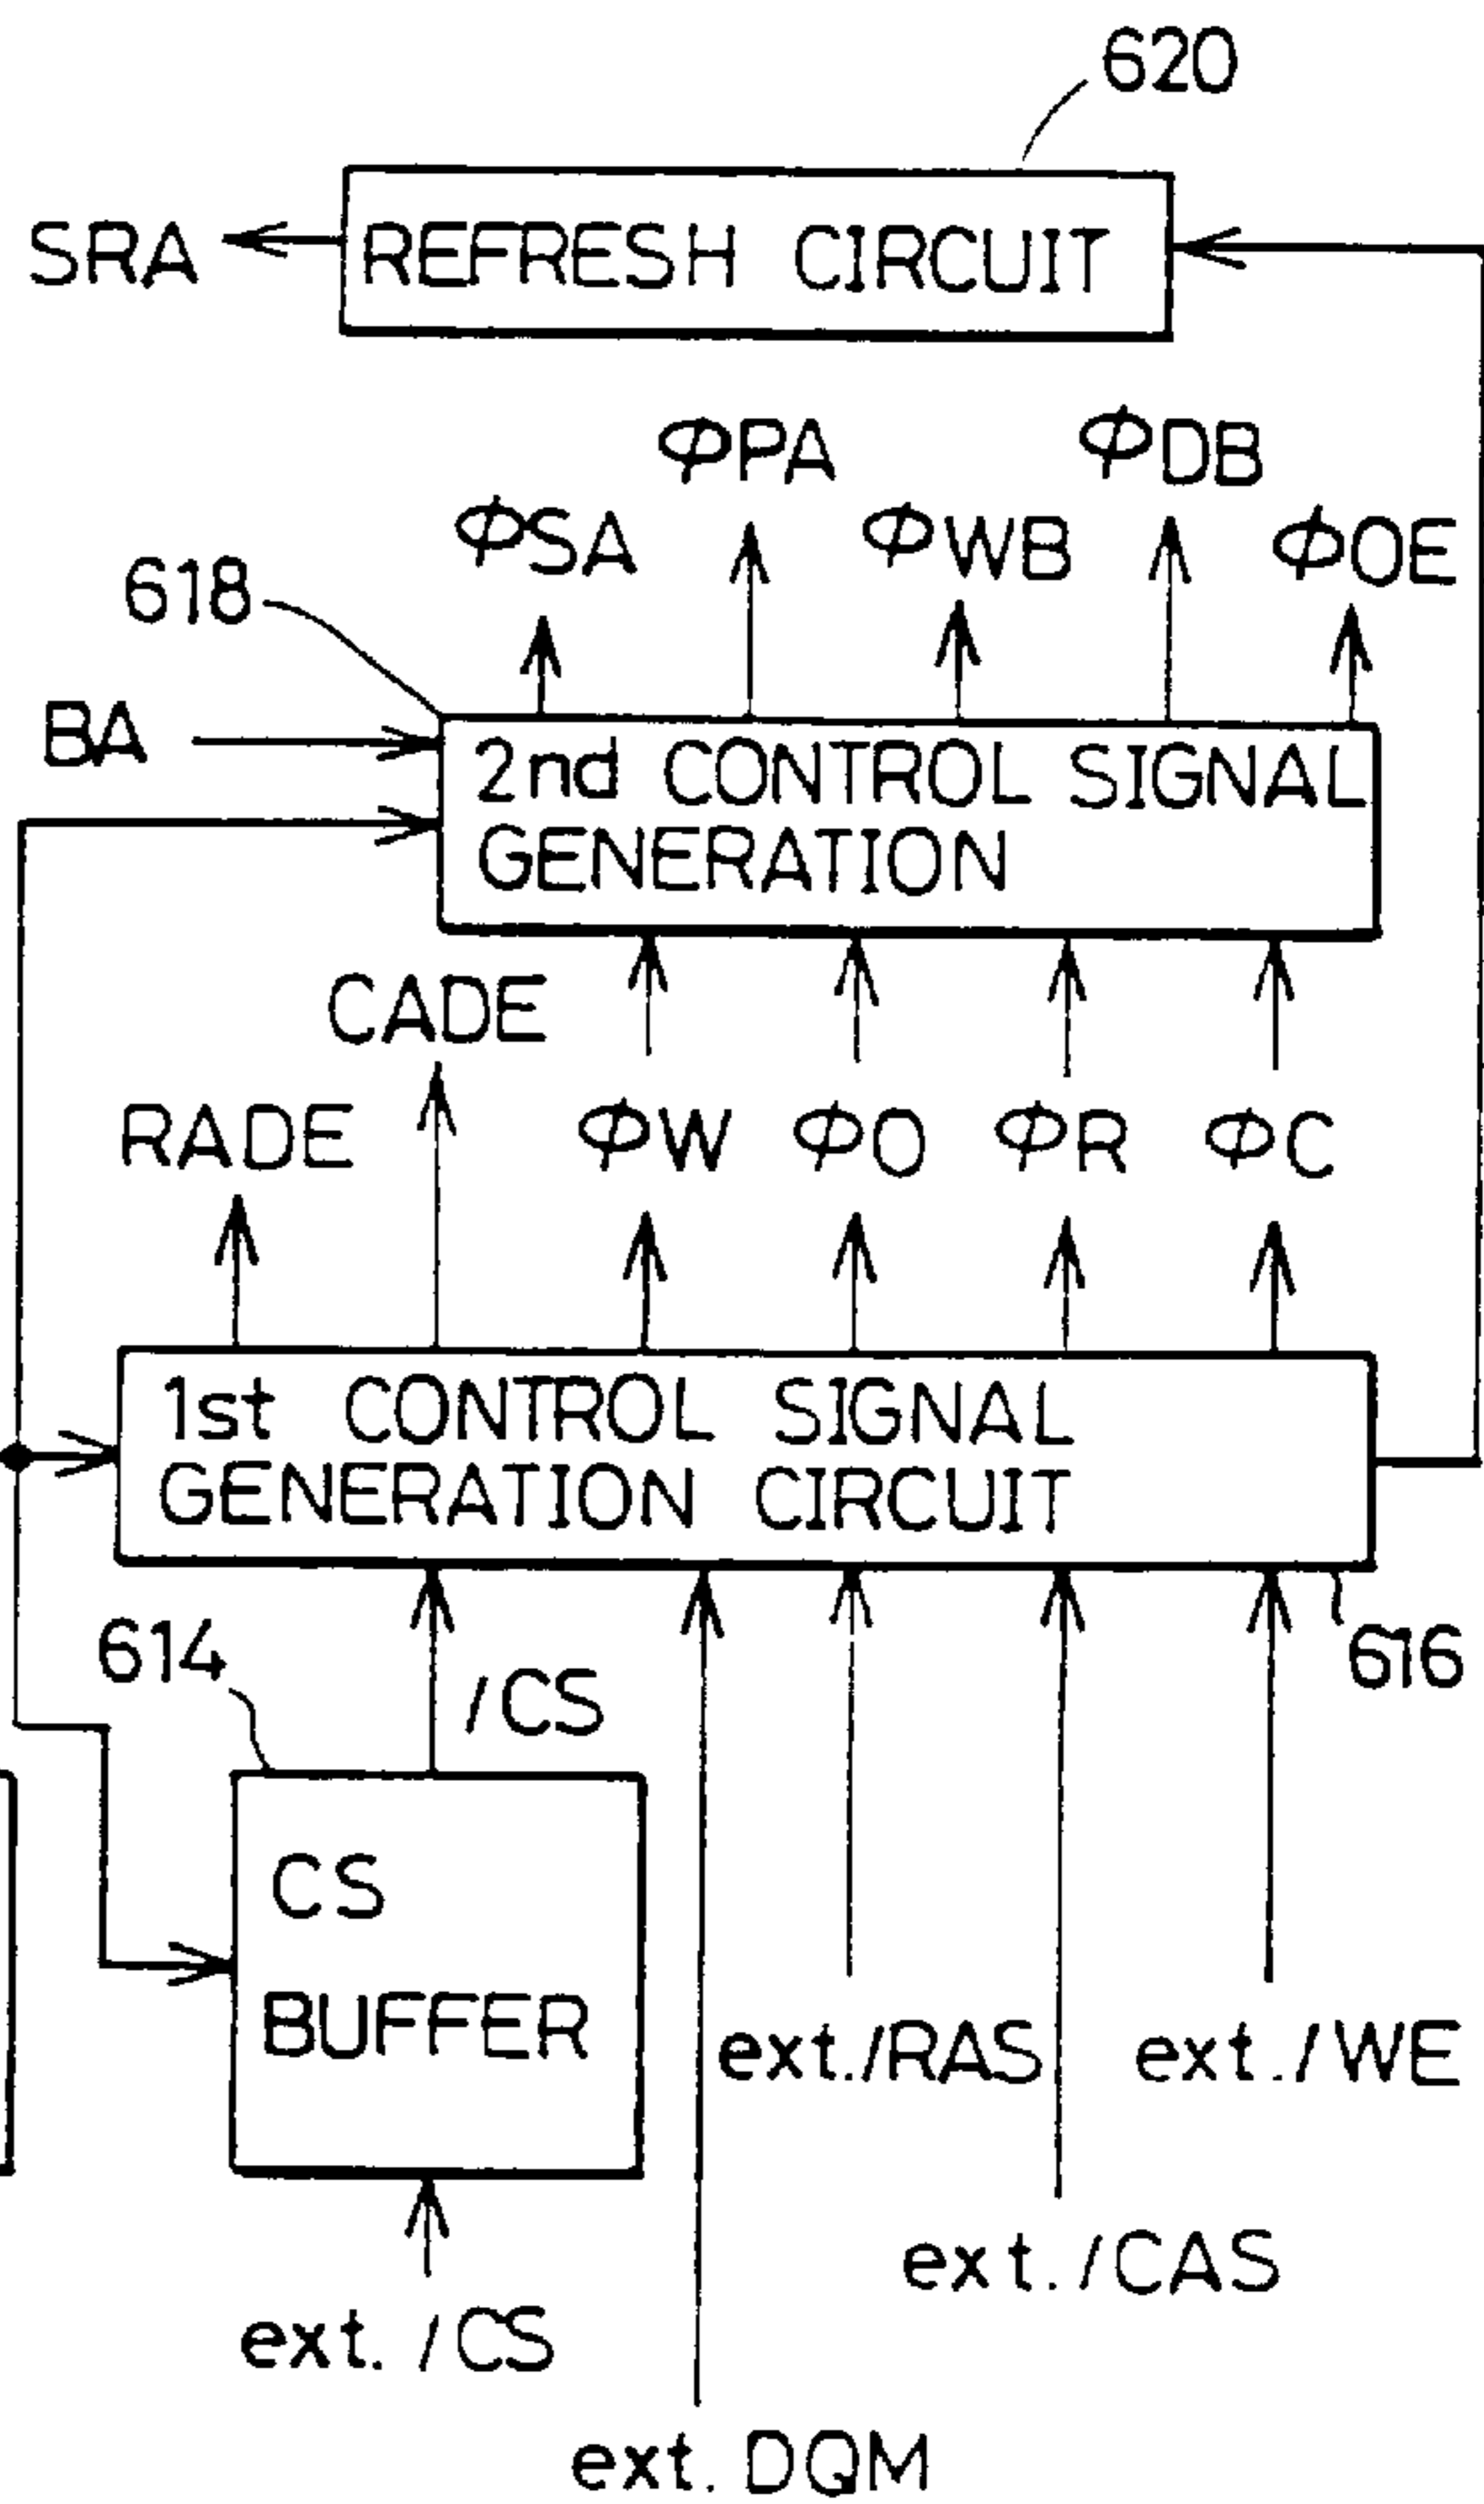 620
SRA
REFRESH CIRCUIT
ΦPA
ΦDB
ΦSA
ΦWB
ΦOE
618
BA
2nd CONTROL SIGNAL
GENERATION
CADE
RADE
ΦW
ΦO
ΦR
ΦC
1st CONTROL SIGNAL
GENERATION CIRCUIT
614
/CS
616
CS
BUFFER
ext./RAS
ext./WE
ext./CAS
ext./CS
ext.DQM